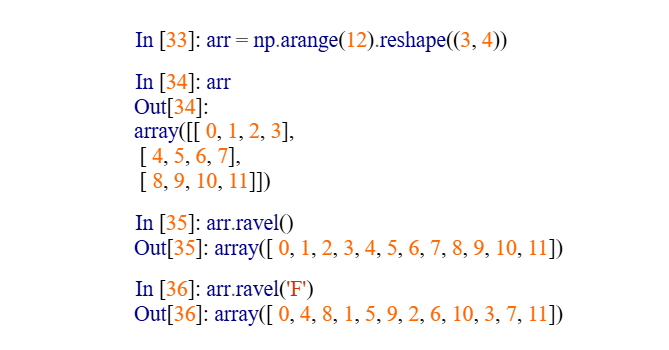 In [33]: arr = np.arange(12).reshape((3, 4))
In [34]: arr
Out[34]:
array([[ 0, 1, 2, 3],
[ 4, 5, 6, 7],
[ 8, 9, 10, 11]])
In [35]: arr.ravel()
Out[35]: array([ 0, 1, 2, 3, 4, 5, 6, 7, 8, 9, 10, 11])
In [36]: arr.ravel('F')
Out[36]: array([ 0, 4, 8, 1, 5, 9, 2, 6, 10, 3, 7, 11])